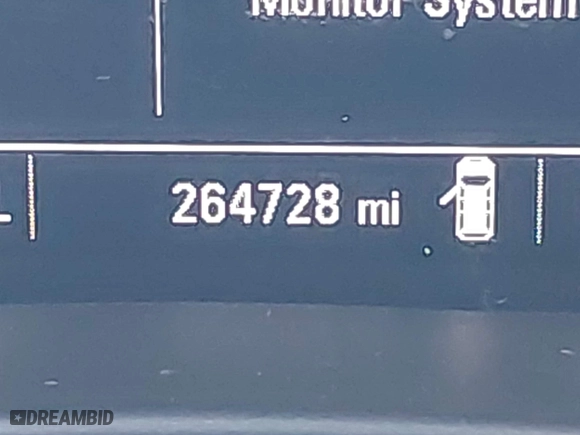 Monitor System
264728 mi
DREAMBID